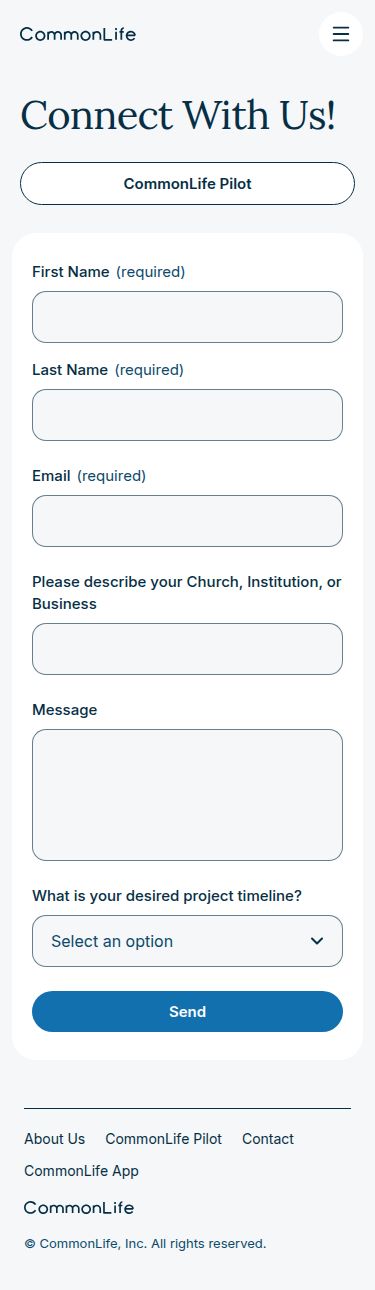 CommonLife
Connect With Us!
CommonLife Pilot
First Name (required)
Last Name (required)
Email (required)
Please describe your Church, Institution, or
Business
Message
What is your desired project timeline?
Select an option
Send
About Us CommonLife Pilot Contact
CommonLife App
CommonLife
© CommonLife, Inc. All rights reserved.